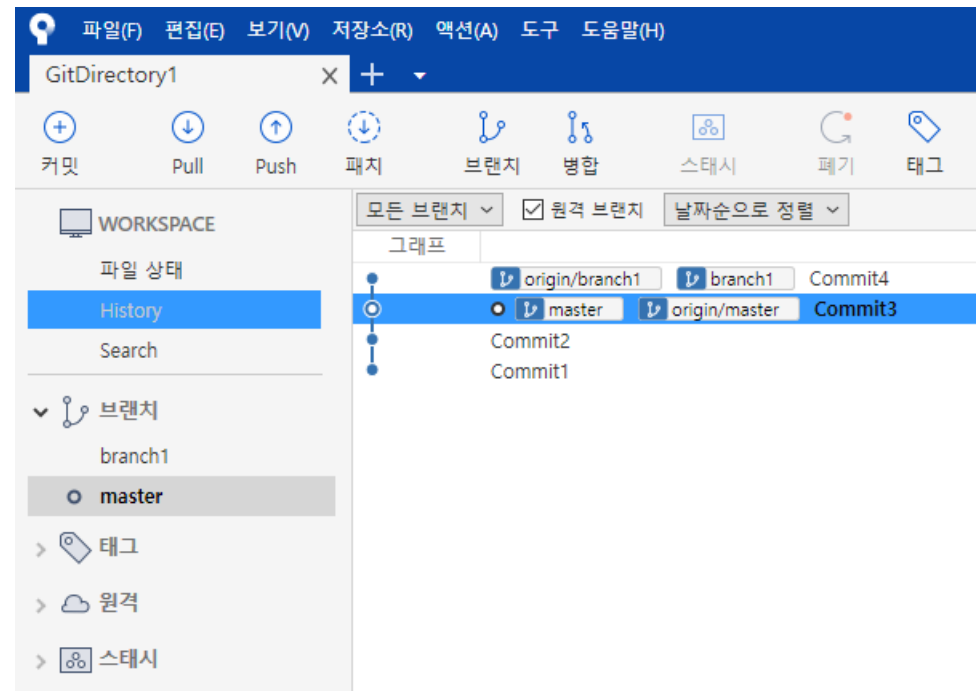 파일(F) 편집(E) 보기(V) 저장소(R) 액션(A) 도구 도움말(H)
GitDirectory1
커밋 Pull Push 패치 브랜치 병합 스태시 폐기 태그
WORKSPACE
파일 상태
History
Search
브랜치
branch1
master
태그
원격
스태시
모든 브랜치 원격 브랜치 날짜순으로 정렬
그래프
origin/branch1 branch1 Commit4
master origin/master Commit3
Commit2
Commit1